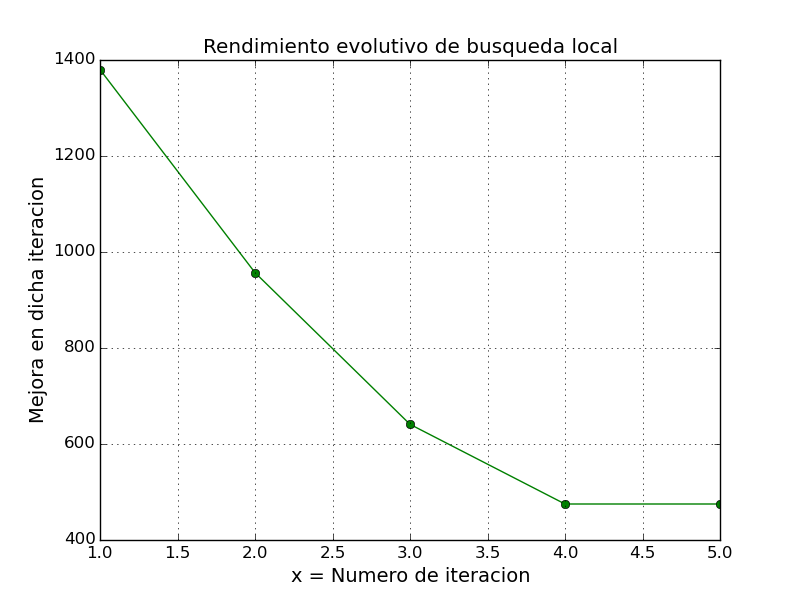 Rendimiento evolutivo de busqueda local
1400
1200
1000
800
600
400
Mejora en dicha iteracion
1.0 1.5 2.0 2.5 3.0 3.5 4.0 4.5 5.0
x = Numero de iteracion